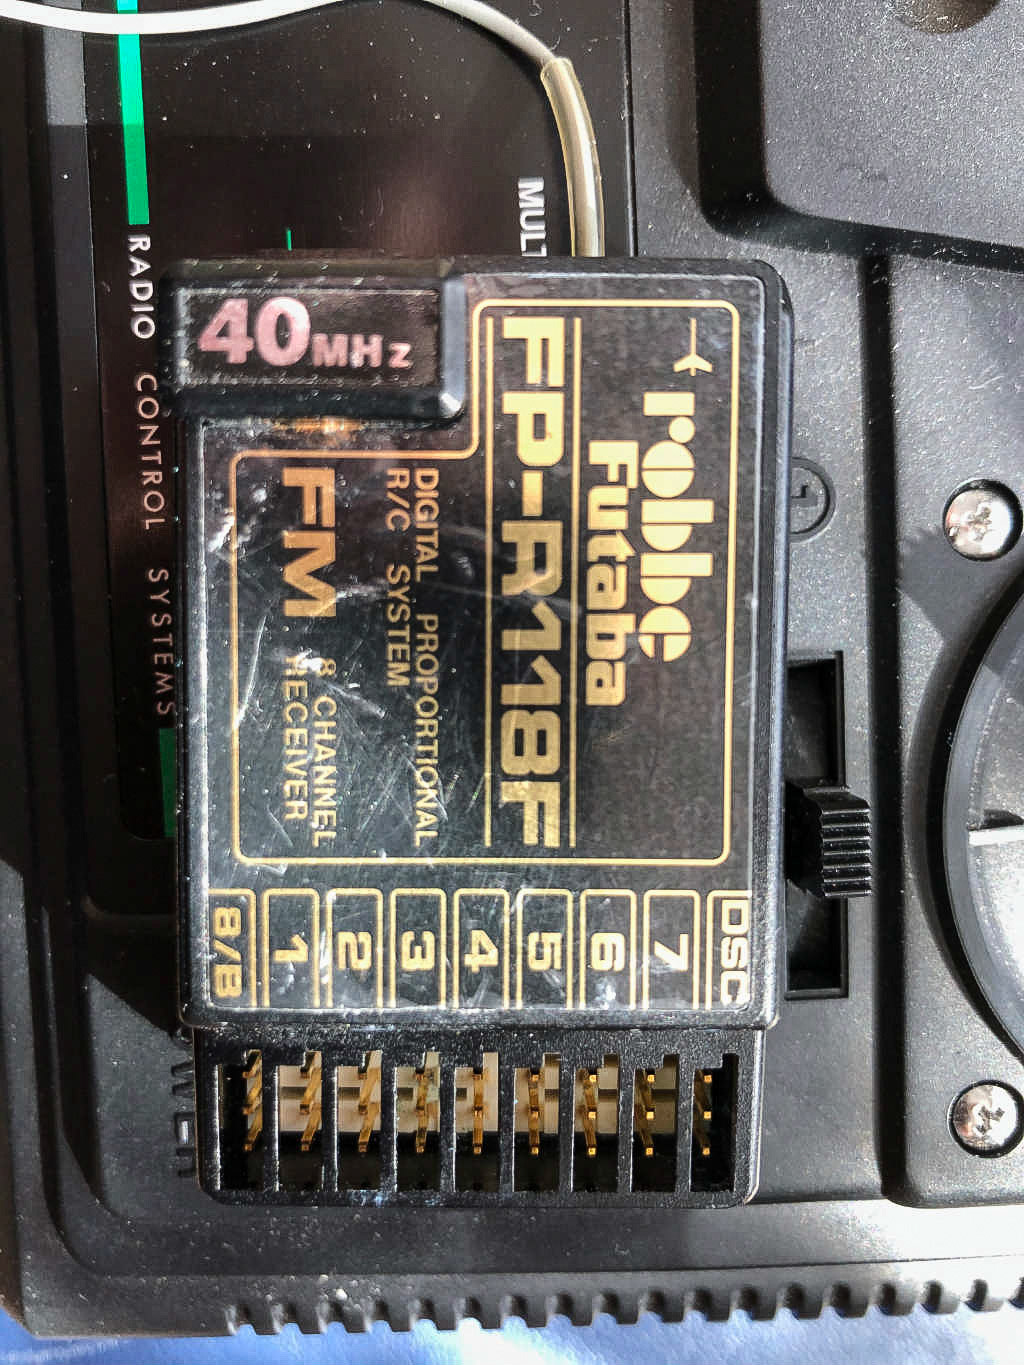 robbe
Futaba
FP-R118F
DIGITAL PROPORTIONAL
R/C SYSTEM
40MHz
FM 8 CHANNEL
RECEIVER
DSC
7
6
5
4
3
2
1
8/B
MULT
RADIO CONTROL SYSTEMS